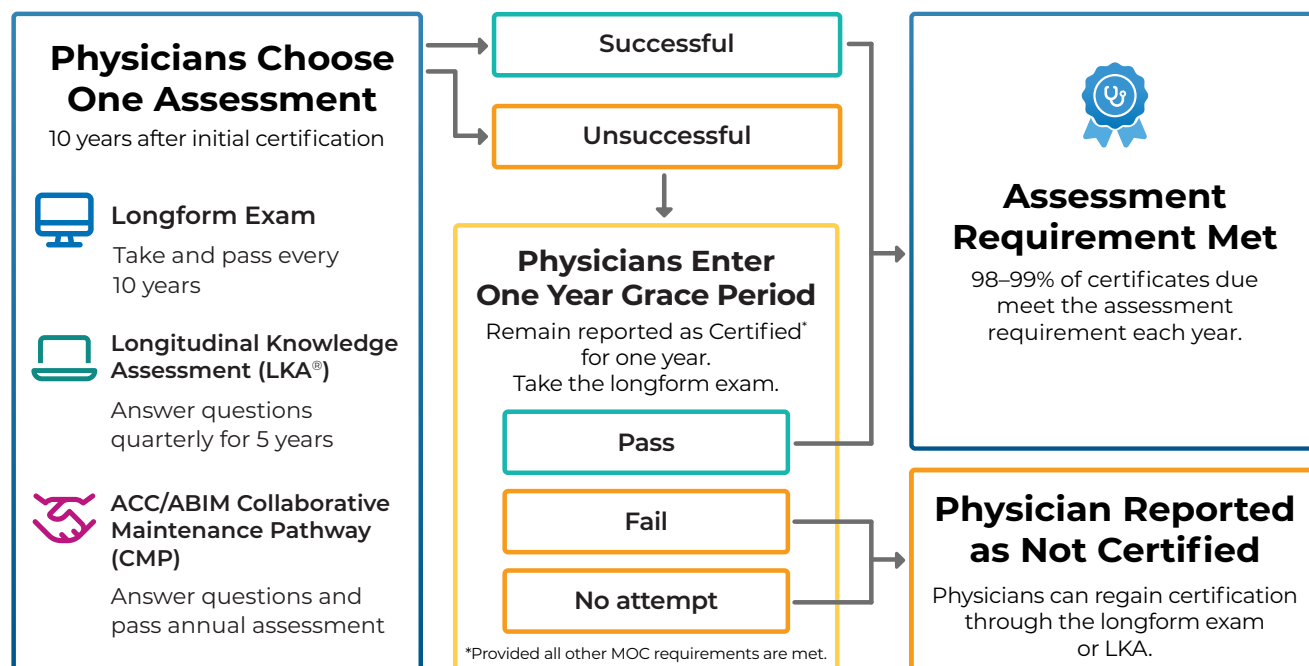 Physicians Choose
One Assessment
10 years after initial certification
Longform Exam
Take and pass every
10 years
Longitudinal Knowledge
Assessment (LKA®)
Answer questions
quarterly for 5 years
ACC/ABIM Collaborative
Maintenance Pathway
(CMP)
Answer questions and
pass annual assessment
Successful
Unsuccessful
Physicians Enter
One Year Grace Period
Remain reported as Certified*
for one year.
Take the longform exam.
Pass
Fail
No attempt
*Provided all other MOC requirements are met.
Assessment
Requirement Met
98–99% of certificates due
meet the assessment
requirement each year.
Physician Reported
as Not Certified
Physicians can regain certification
through the longform exam
or LKA.